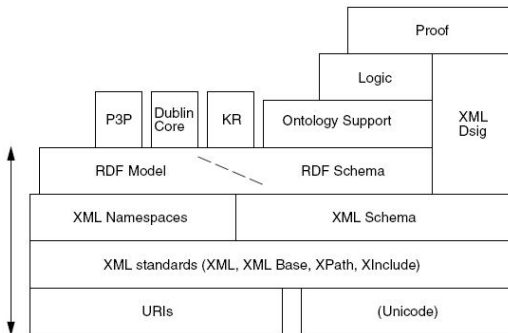 Proof
Logic
P3P
Dublin
Core
KR
Ontology Support
XML
Dsig
RDF Model
RDF Schema
XML Namespaces
XML Schema
XML standards (XML, XML Base, XPath, XInclude)
URIs
(Unicode)